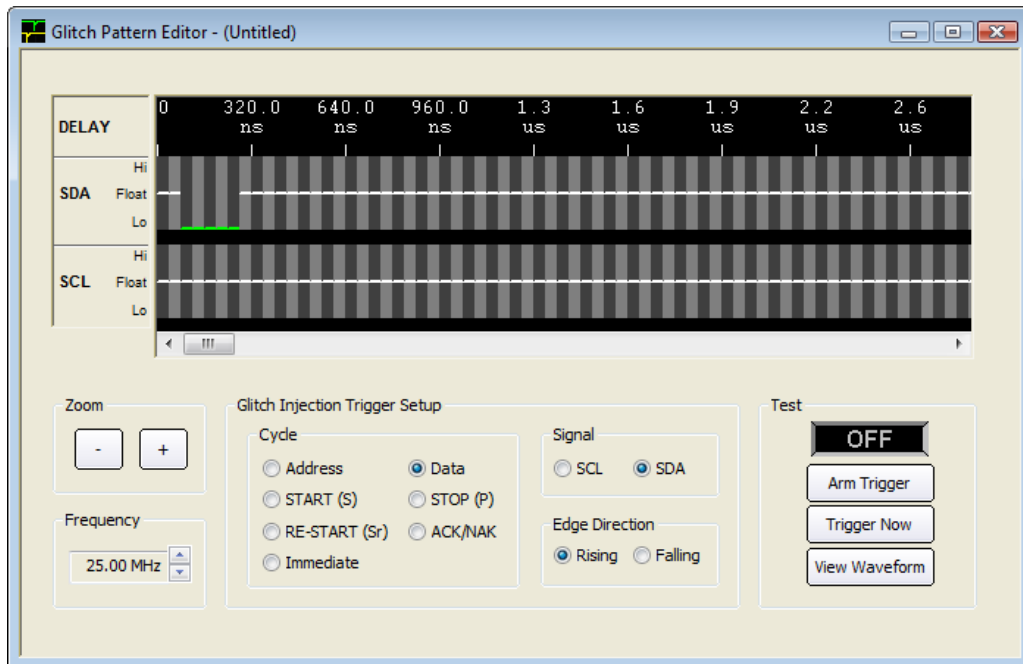 Glitch Pattern Editor - (Untitled)
DELAY
0 320.0 640.0 960.0 1.3 1.6 1.9 2.2 2.6
ns ns ns us us us us us
Hi
SDA Float
Lo
Hi
SCL Float
Lo
Zoom
- +
Frequency
25.00 MHz
Glitch Injection Trigger Setup
Cycle
Address Data
START (S) STOP (P)
RE-START (Sr) ACK/NAK
Immediate
Signal
SCL SDA
Edge Direction
Rising Falling
Test
OFF
Arm Trigger
Trigger Now
View Waveform